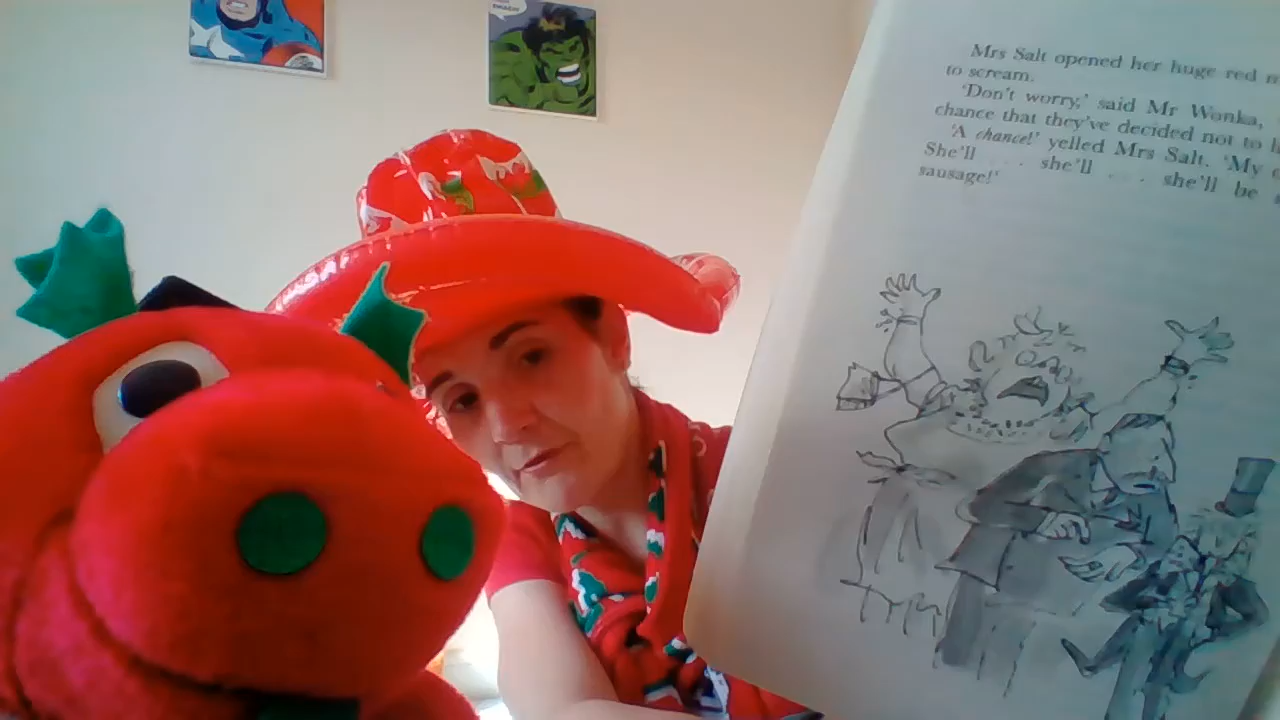 Mrs Salt opened her huge red
to scream.
'Don't worry,' said Mr Wonka,
chance that they've decided not to
'A chance!' yelled Mrs Salt. 'My
She'll . . . she'll . . . she'll be
sausage!'